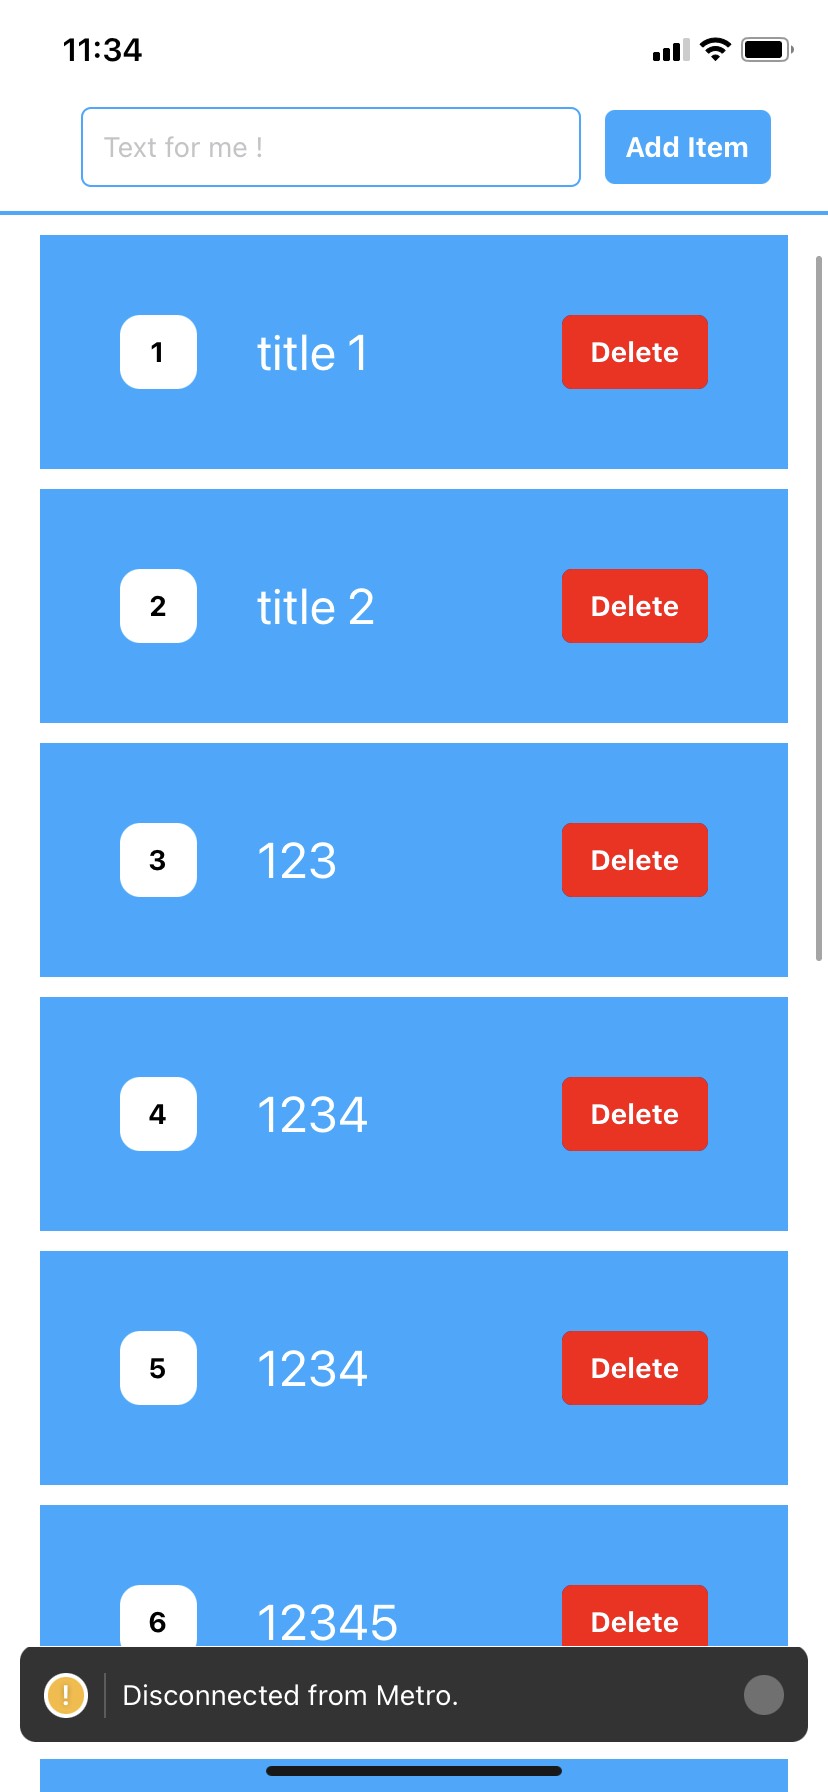 11:34
Text for me !
Add Item
1 title 1 Delete
2 title 2 Delete
3 123 Delete
4 1234 Delete
5 1234 Delete
6 12345 Delete
! Disconnected from Metro.